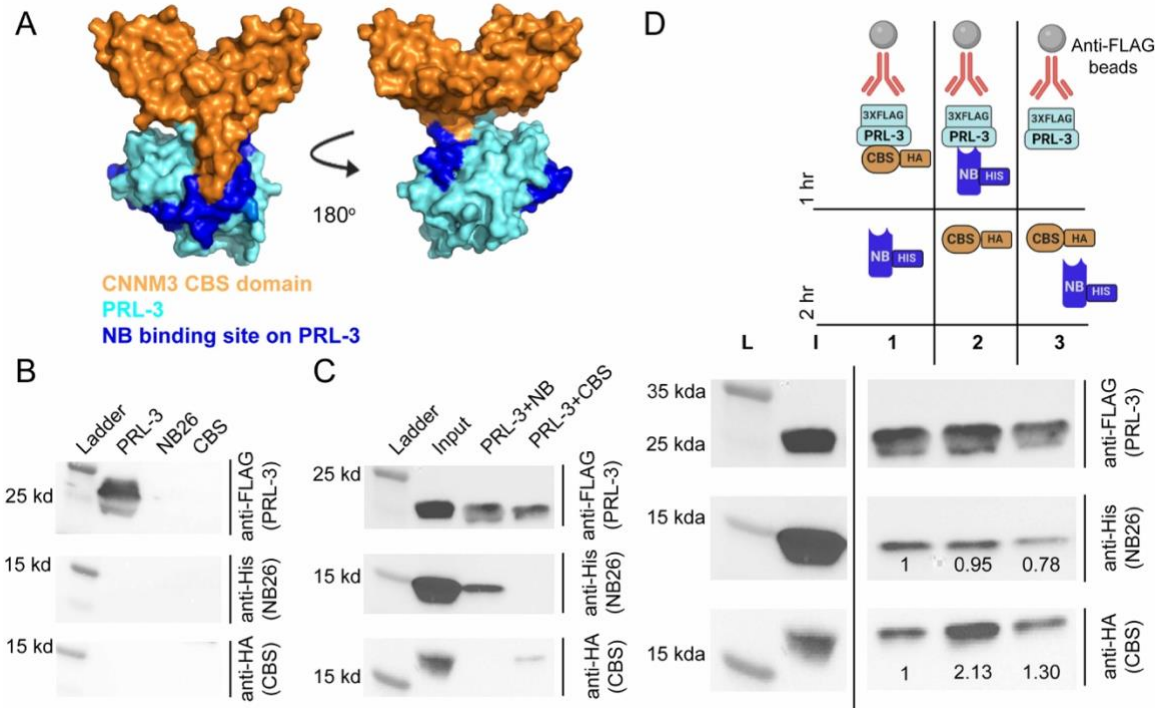 A
180º
CNNM3 CBS domain
PRL-3
NB binding site on PRL-3
B
Ladder
PRL-3
NB26
CBS
25 kd
anti-FLAG
(PRL-3)
15 kd
anti-His
(NB26)
15 kd
anti-HA
(CBS)
C
Ladder
Input
PRL-3+NB
PRL-3+CBS
25 kd
anti-FLAG
(PRL-3)
15 kd
anti-His
(NB26)
15 kd
anti-HA
(CBS)
D
Anti-FLAG
beads
3XFLAG
PRL-3
CBS HA
3XFLAG
PRL-3
NB HIS
3XFLAG
PRL-3
1 hr
NB HIS
CBS HA
CBS HA
NB HIS
2 hr
L I 1 2 3
35 kda
25 kda
anti-FLAG
(PRL-3)
15 kda
1 0.95 0.78
anti-His
(NB26)
15 kda
1 2.13 1.30
anti-HA
(CBS)